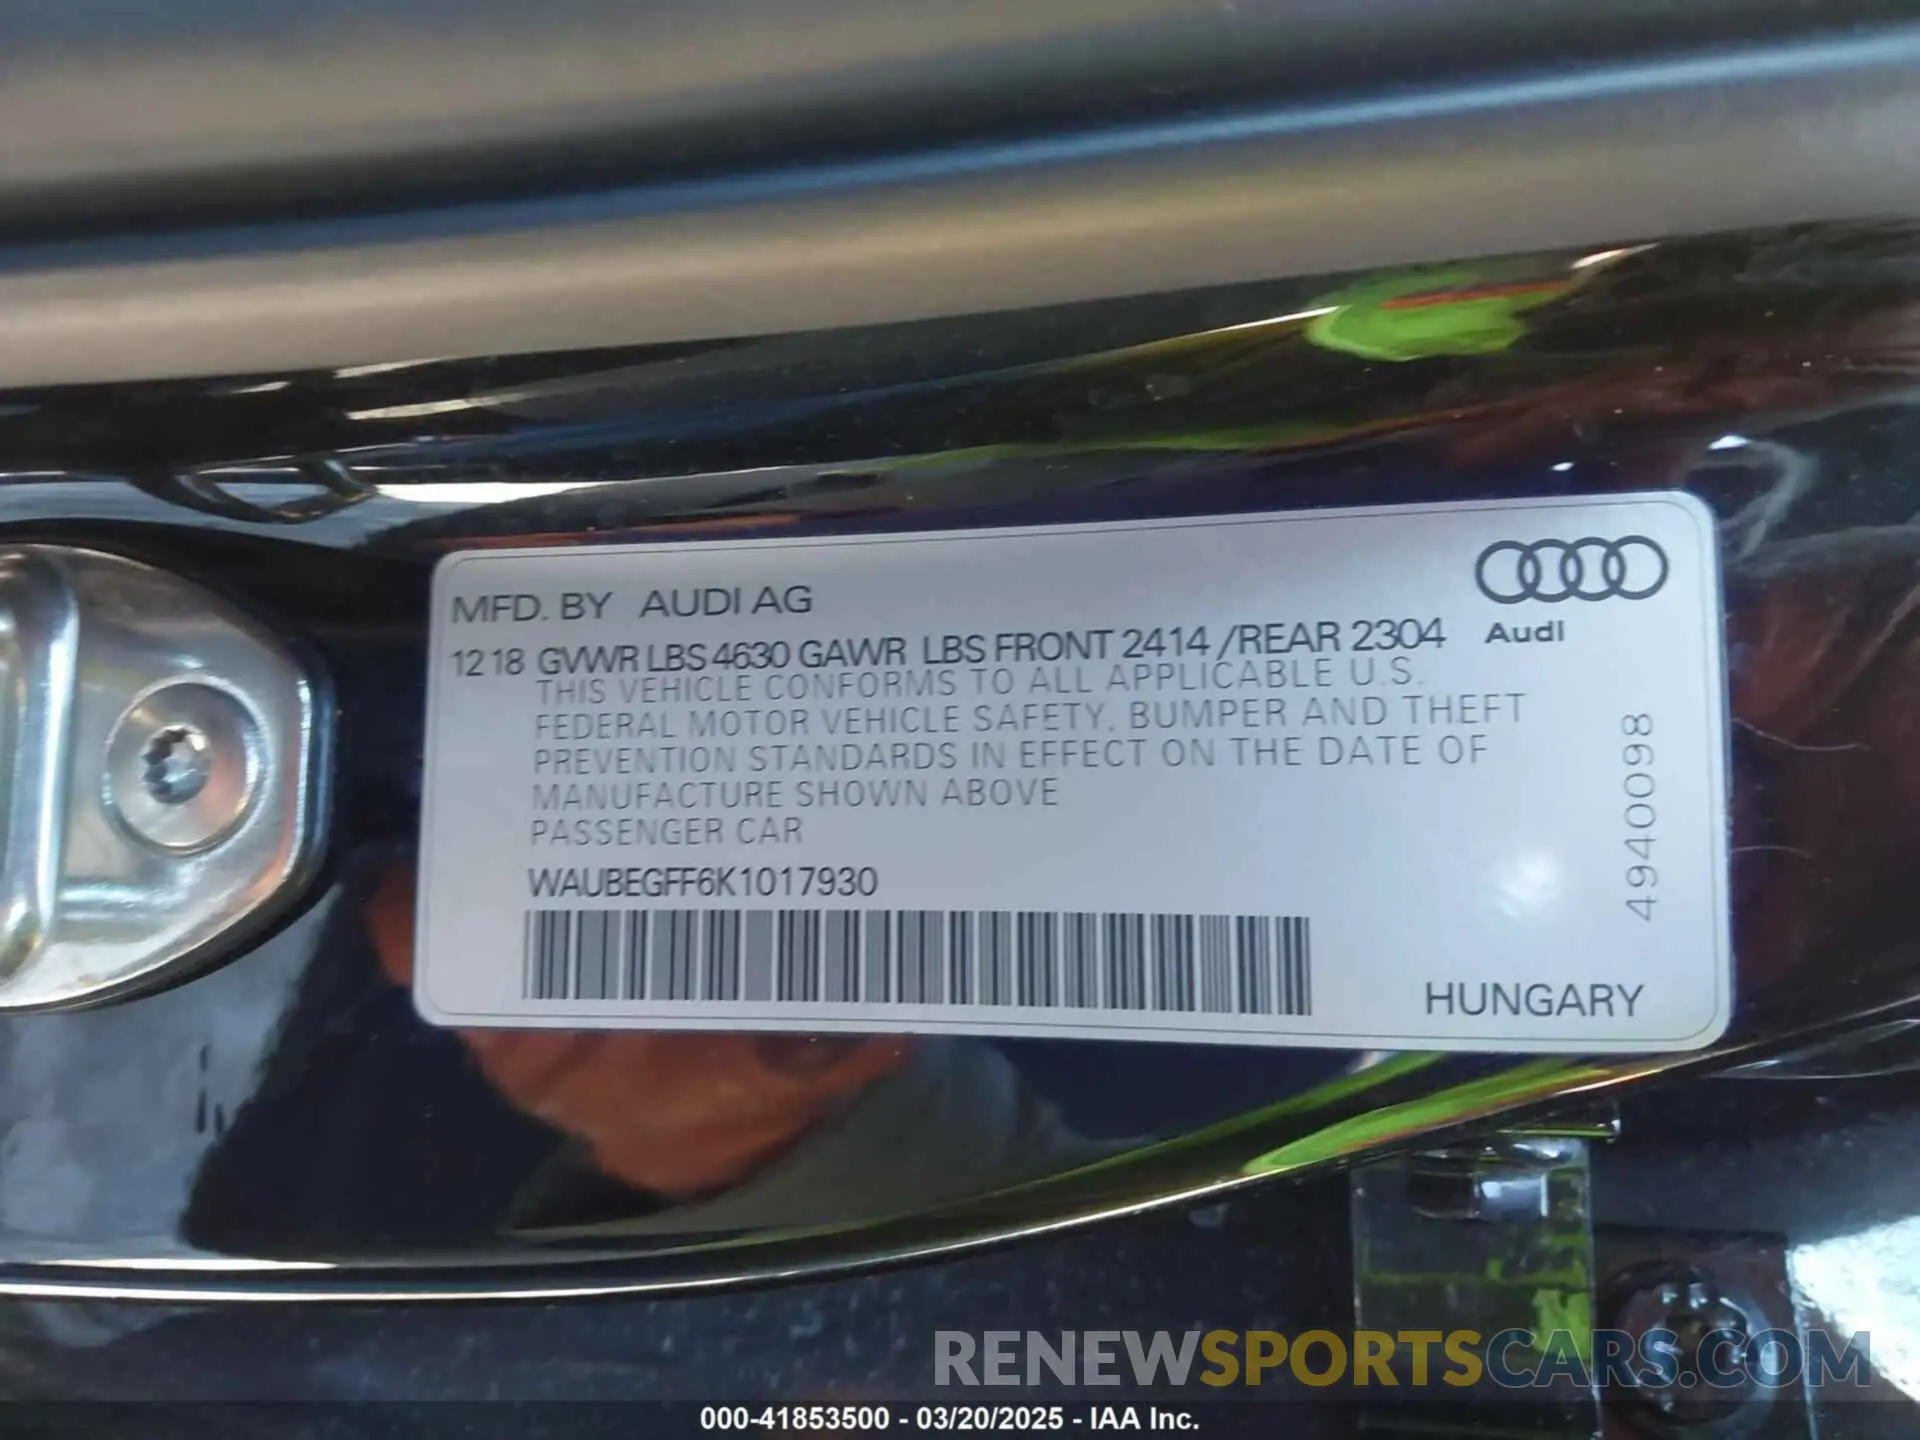 MFD. BY AUDI AG
12 18 GVWR LBS 4630 GAWR LBS FRONT 2414 /REAR 2304
Audi
THIS VEHICLE CONFORMS TO ALL APPLICABLE U.S.
FEDERAL MOTOR VEHICLE SAFETY, BUMPER AND THEFT
PREVENTION STANDARDS IN EFFECT ON THE DATE OF
MANUFACTURE SHOWN ABOVE
PASSENGER CAR
WAUBEGFF6K1017930
4940098
HUNGARY
RENEWSPORTSCARS.COM
000-41853500 - 03/20/2025 - IAA Inc.